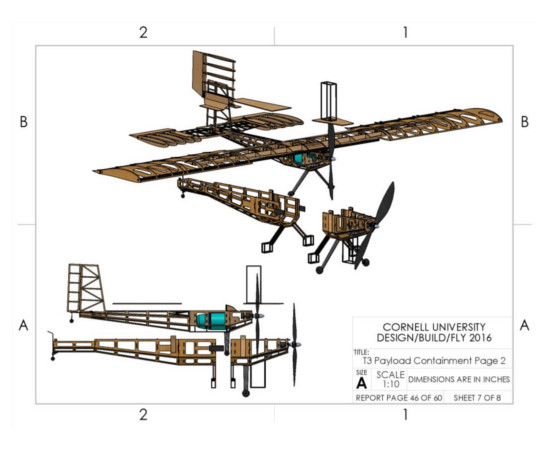 2 1
B B
A A
CORNELL UNIVERSITY
DESIGN/BUILD/FLY 2016
TITLE:
T3 Payload Containment Page 2
SIZE
A
SCALE
1:10
DIMENSIONS ARE IN INCHES
REPORT PAGE 46 OF 60 SHEET 7 OF 8
2 1